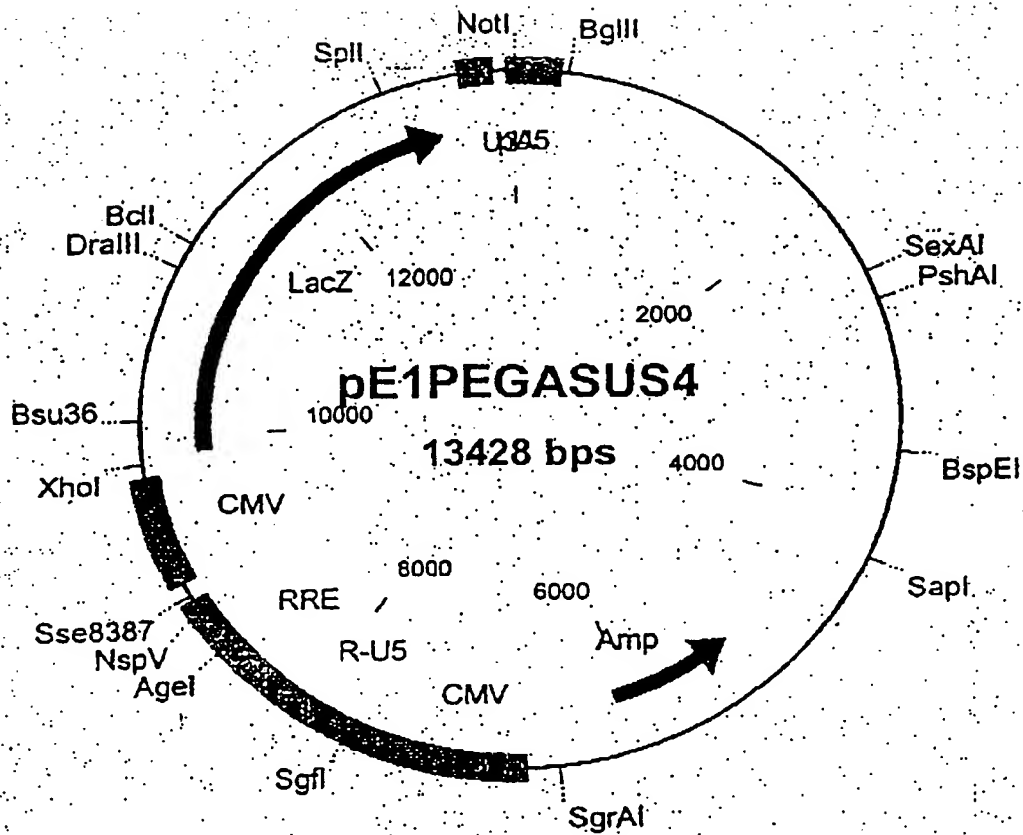 NotI
BglII
SplI
BclI
DraIII
SexAI
PshAI
LacZ
12000
2000
pE1PEGASUS4
10000
13428 bps
4000
Bsu36
BspEI
XhoI
CMV
8000
6000
SapI
RRE
Amp
Sse8387
NspV
R-U5
AgeI
CMV
SgfI
SgrAI